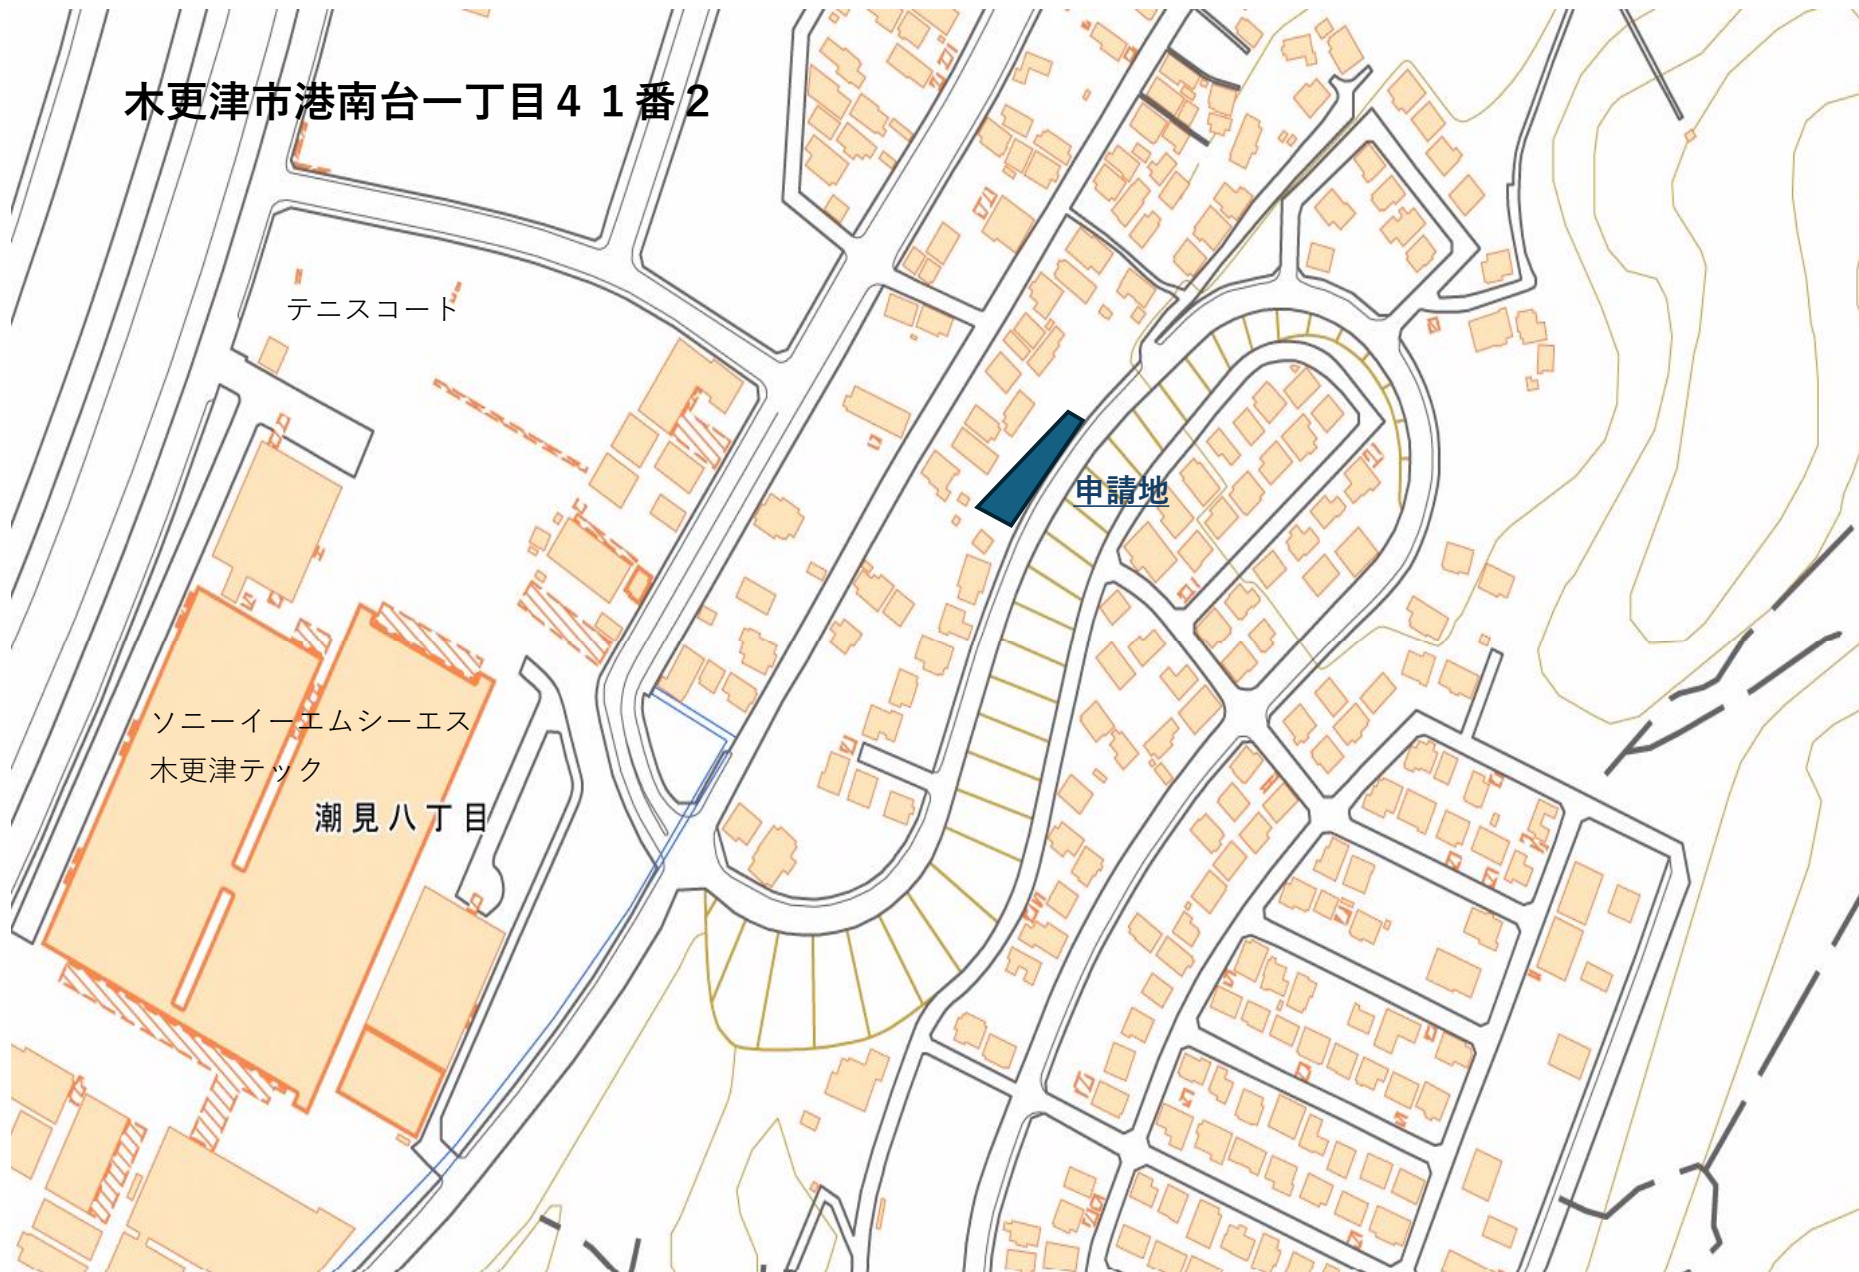 木更津市港南台一丁目４１番２
テニスコート
申請地
ソニーイーエムシーエス
木更津テック
潮見八丁目